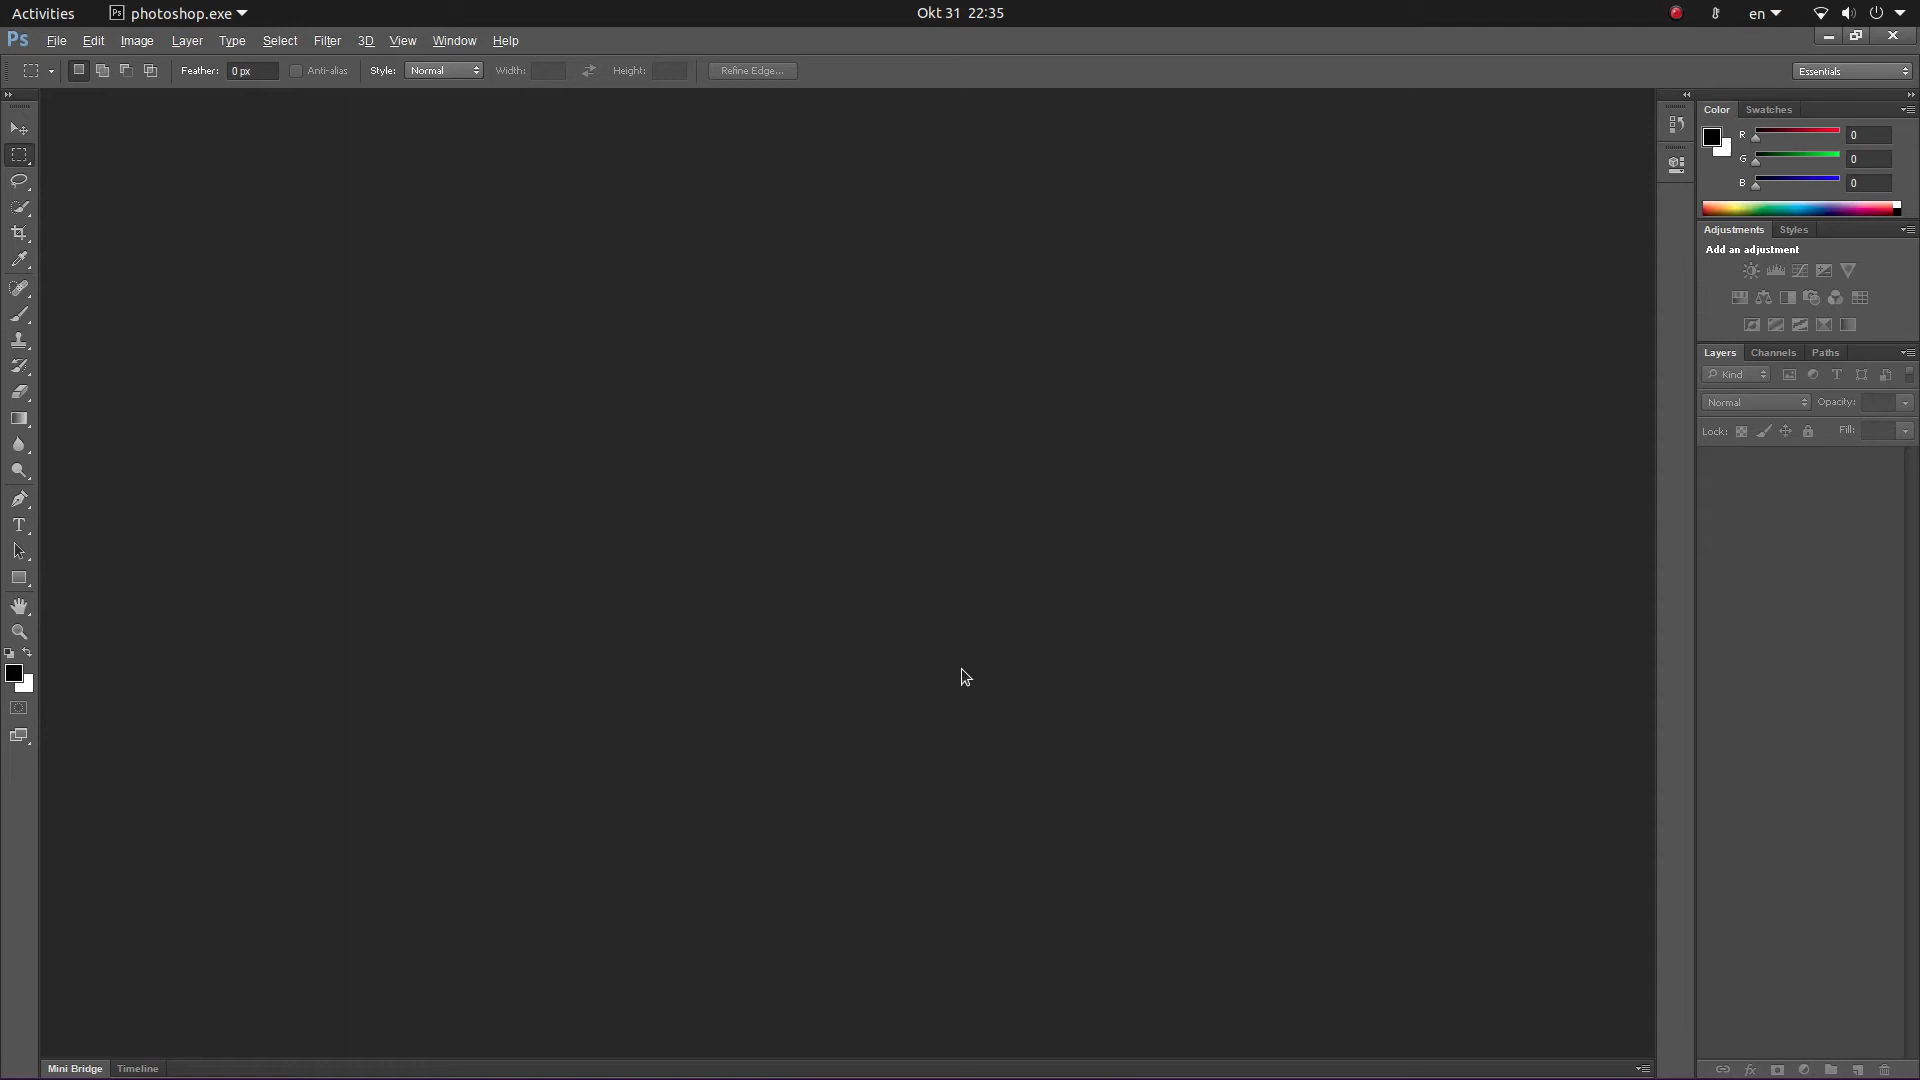 Activities Ps photoshop.exe Okt 31 22:35 en
Ps File Edit Image Layer Type Select Filter 3D View Window Help
Feather: 0 px Anti-alias Style: Normal Width: Height: Refine Edge... Essentials
Color Swatches
R 0
G 0
B 0
Adjustments Styles
Add an adjustment
Layers Channels Paths
Kind T
Normal Opacity:
Lock: Fill:
T
Mini Bridge Timeline fx